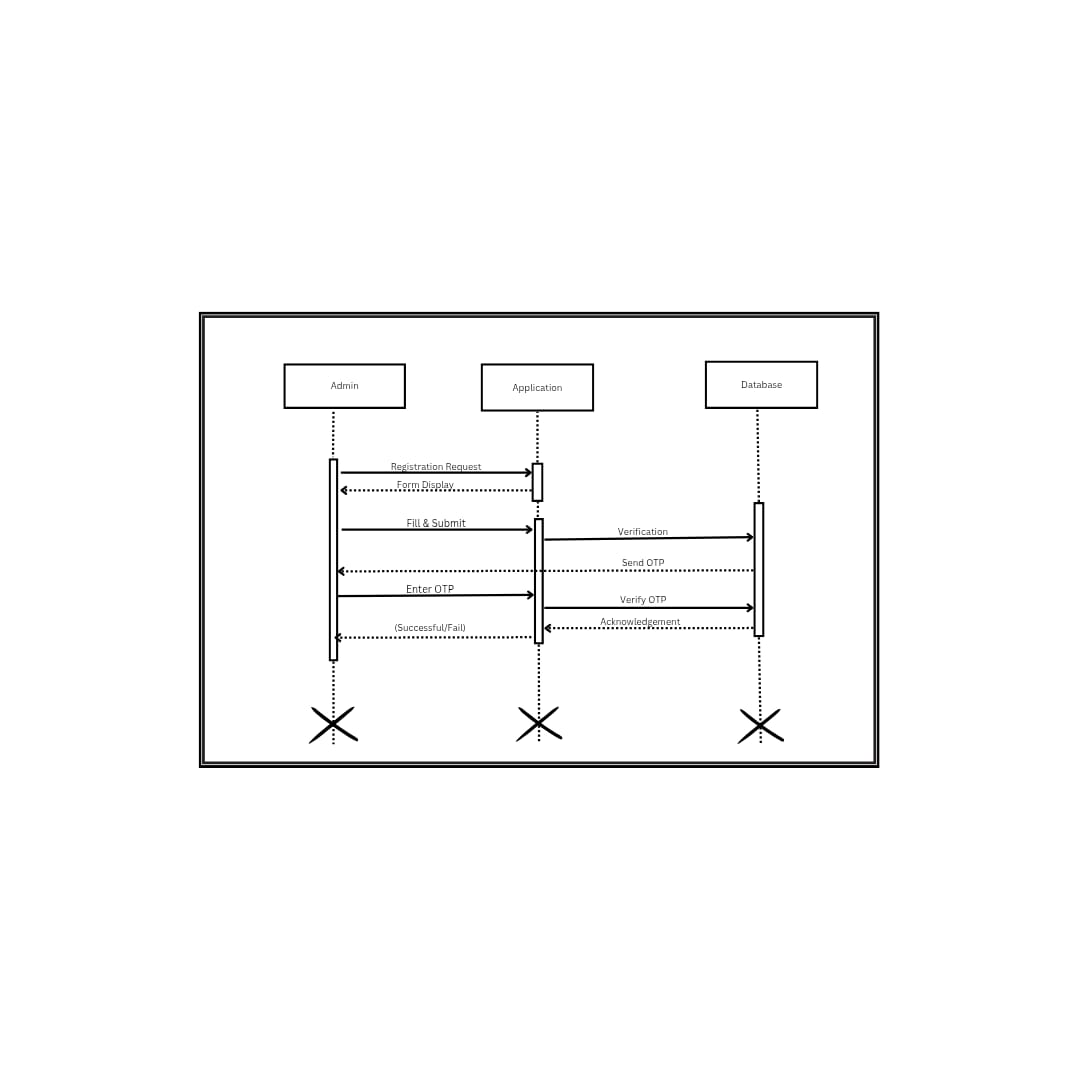 Admin
Application
Database
Registration Request
Form Display
Fill & Submit
Verification
Send OTP
Enter OTP
Verify OTP
Acknowledgement
(Successful/Fail)